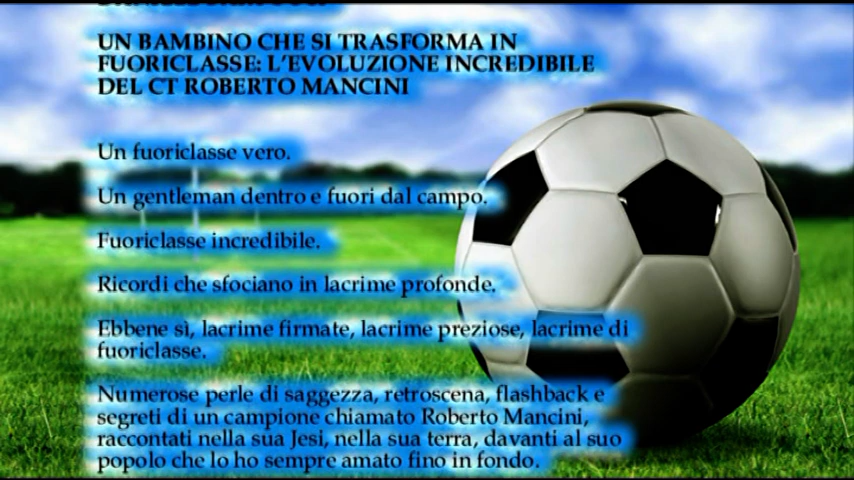 UN BAMBINO CHE SI TRASFORMA IN
FUORICLASSE: L'EVOLUZIONE INCREDIBILE
DEL CT ROBERTO MANCINI
Un fuoriclasse vero.
Un gentleman dentro e fuori dal campo.
Fuoriclasse incredibile.
Ricordi che sfociano in lacrime profonde.
Ebbene sì, lacrime firmate, lacrime preziose, lacrime di
fuoriclasse.
Numerose perle di saggezza, retroscena, flashback e
segreti di un campione chiamato Roberto Mancini,
raccontati nella sua Jesi, nella sua terra, davanti al suo
popolo che lo ho sempre amato fino in fondo.